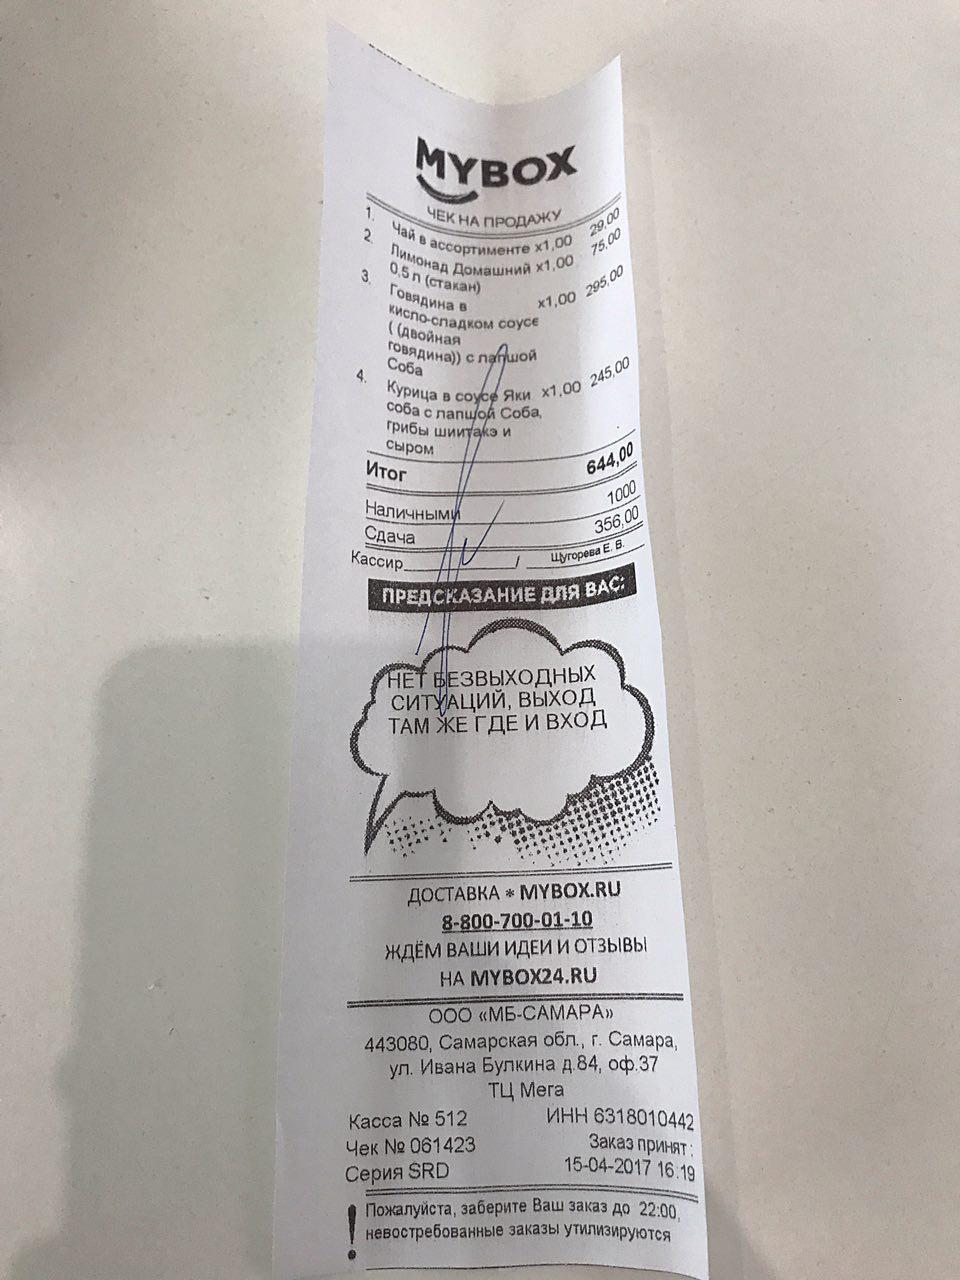 MYBOX
ЧЕК НА ПРОДАЖУ
1. Чай в ассортименте x1,00 29,00
2. Лимонад Домашний x1,00 75,00
0,5 л (стакан)
3. Говядина в x1,00 295,00
кисло-сладком соусе
( (двойная
говядина)) с лапшой
Соба
4. Курица в соусе Яки x1,00 245,00
соба с лапшой Соба,
грибы шиитакэ и
сыром
Итог 644,00
Наличными 1000
Сдача 356,00
Кассир / Щугорева Е. В.
ПРЕДСКАЗАНИЕ ДЛЯ ВАС:
НЕТ БЕЗВЫХОДНЫХ
СИТУАЦИЙ, ВЫХОД
ТАМ ЖЕ ГДЕ И ВХОД
ДОСТАВКА * MYBOX.RU
8-800-700-01-10
ЖДЁМ ВАШИ ИДЕИ И ОТЗЫВЫ
НА MYBOX24.RU
ООО «МБ-САМАРА»
443080, Самарская обл., г. Самара,
ул. Ивана Булкина д.84, оф.37
ТЦ Мега
Касса № 512 ИНН 6318010442
Чек № 061423 Заказ принят:
Серия SRD 15-04-2017 16:19
! Пожалуйста, заберите Ваш заказ до 22:00,
невостребованные заказы утилизируются